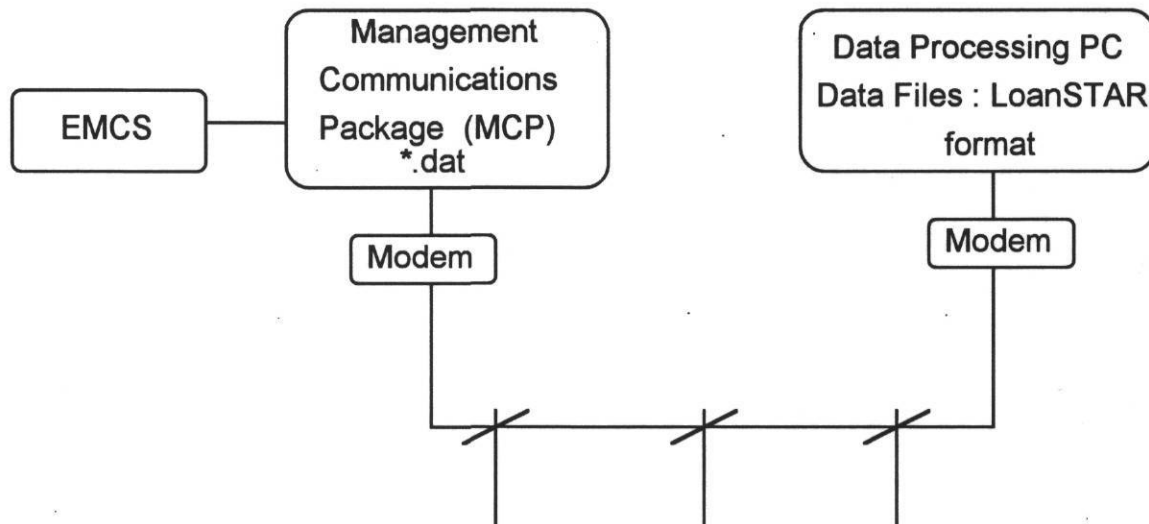 EMCS
Management
Communications
Package (MCP)
*.dat
Modem
Data Processing PC
Data Files : LoanSTAR
format
Modem